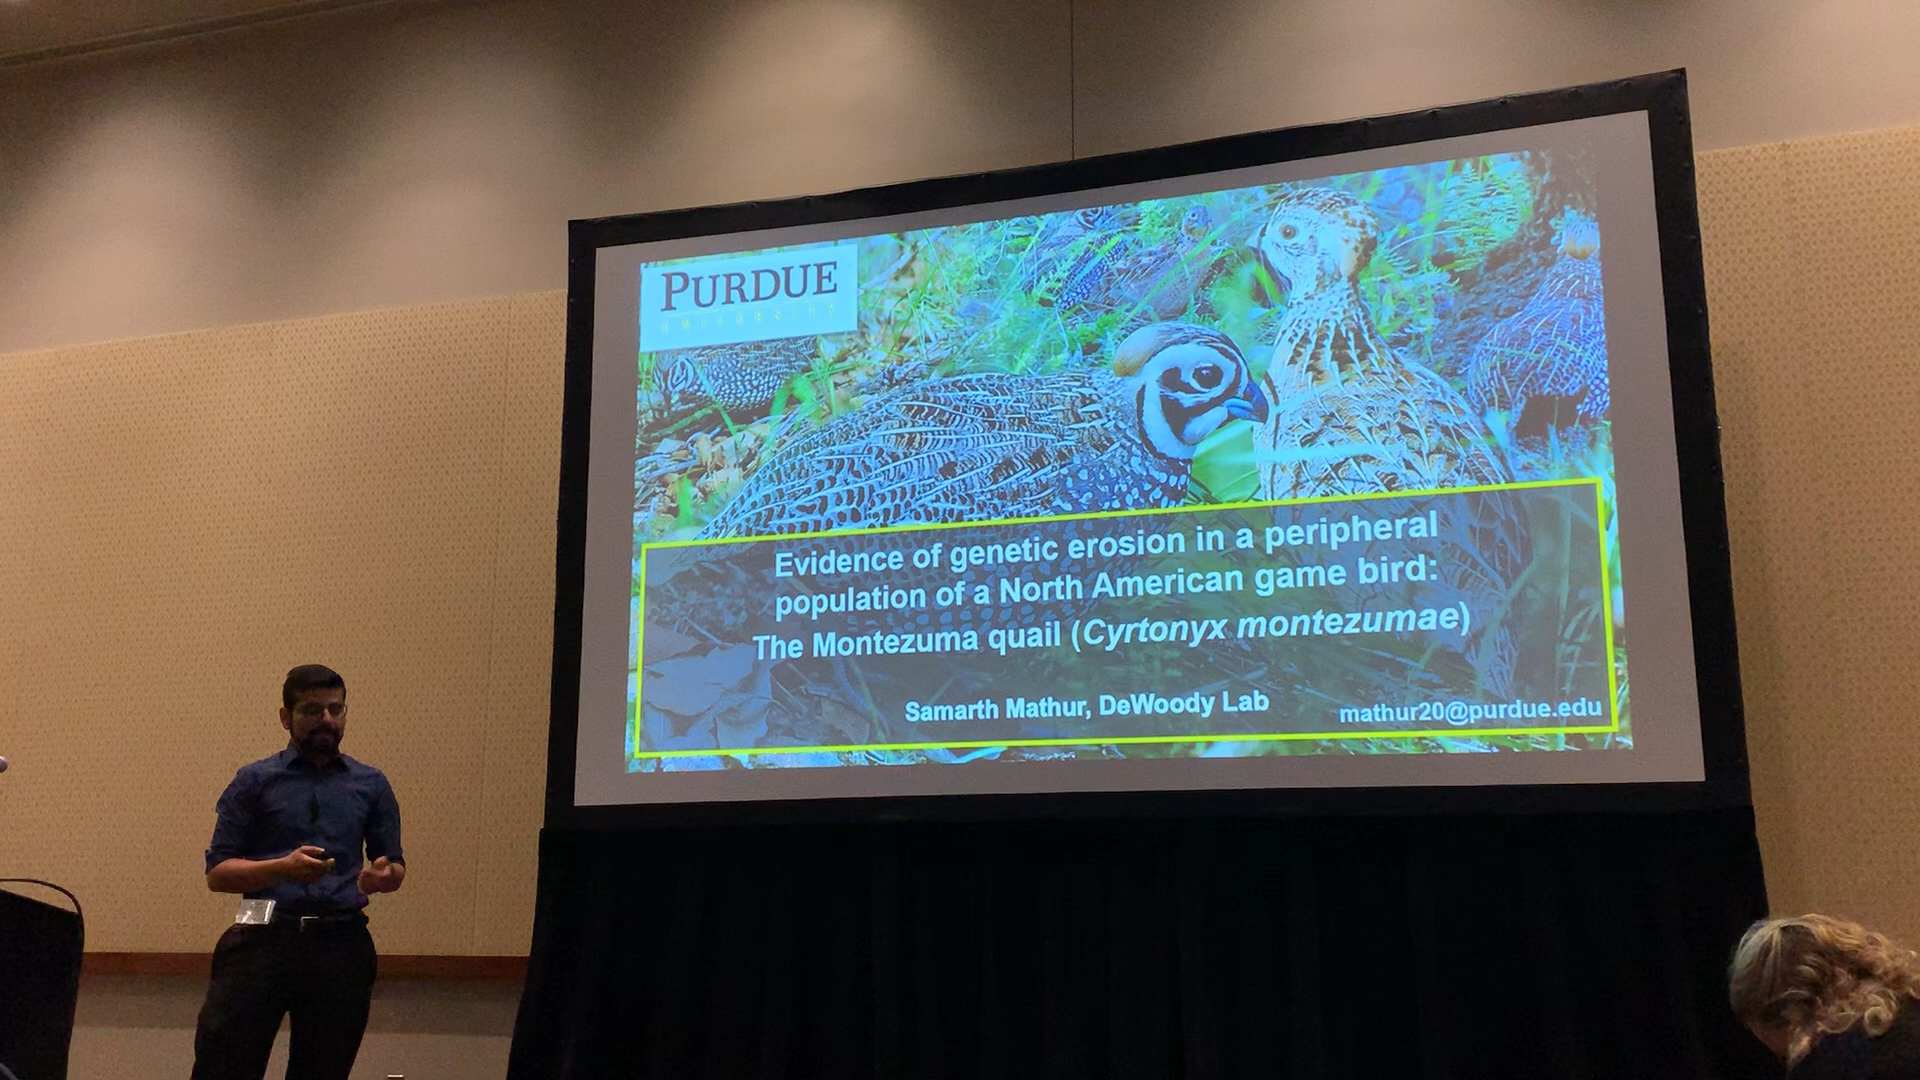 PURDUE
UNIVERSITY
Evidence of genetic erosion in a peripheral
population of a North American game bird:
The Montezuma quail (Cyrtonyx montezumae)
Samarth Mathur, DeWoody Lab
mathur20@purdue.edu